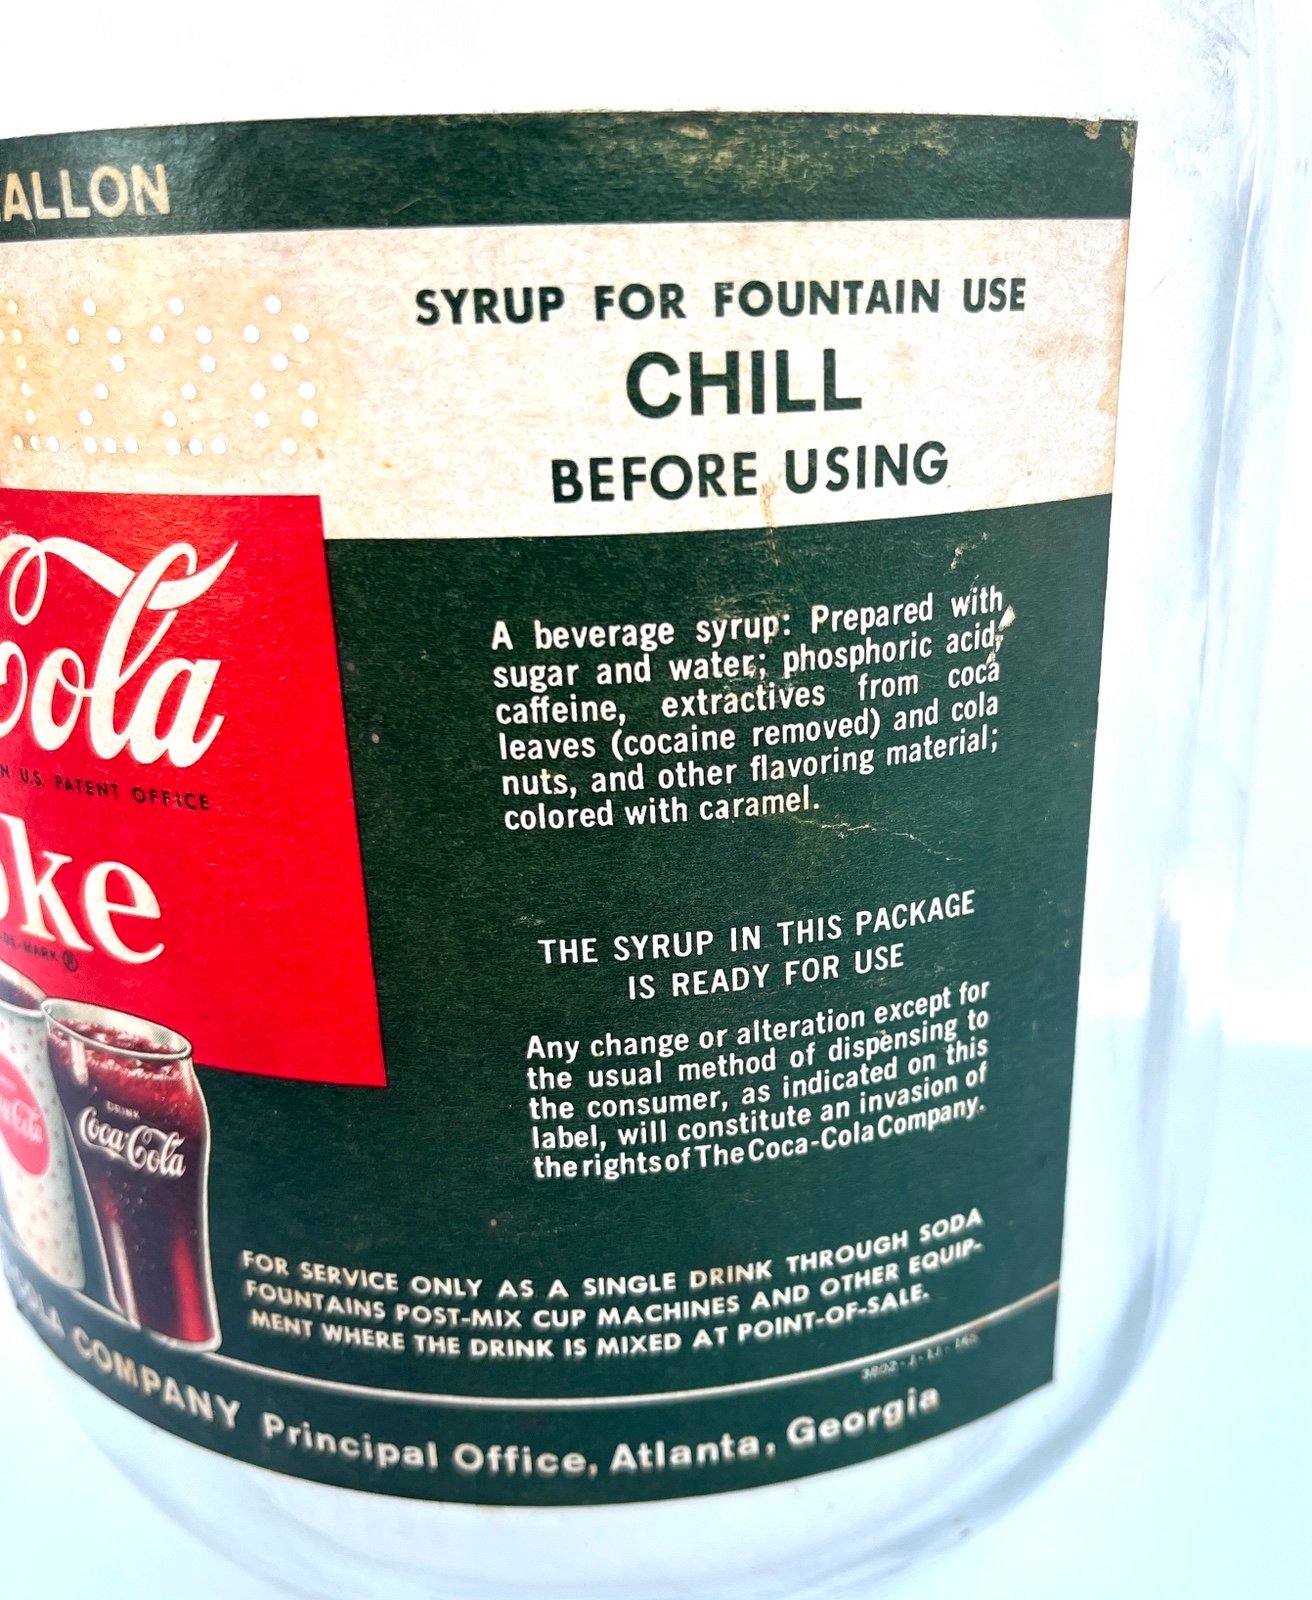 ALLON
SYRUP FOR FOUNTAIN USE
CHILL
BEFORE USING
Cola
U.S. PATENT OFFICE
ke
DRINK
Coca-Cola
A beverage syrup: Prepared with
sugar and water; phosphoric acid,
caffeine, extractives from coca
leaves (cocaine removed) and cola
nuts, and other flavoring material;
colored with caramel.
THE SYRUP IN THIS PACKAGE
IS READY FOR USE
Any change or alteration except for
the usual method of dispensing to
the consumer, as indicated on this
label, will constitute an invasion of
the rights of The Coca-Cola Company.
FOR SERVICE ONLY AS A SINGLE DRINK THROUGH SODA
FOUNTAINS POST-MIX CUP MACHINES AND OTHER EQUIP-
MENT WHERE THE DRINK IS MIXED AT POINT-OF-SALE.
COMPANY Principal Office, Atlanta, Georgia